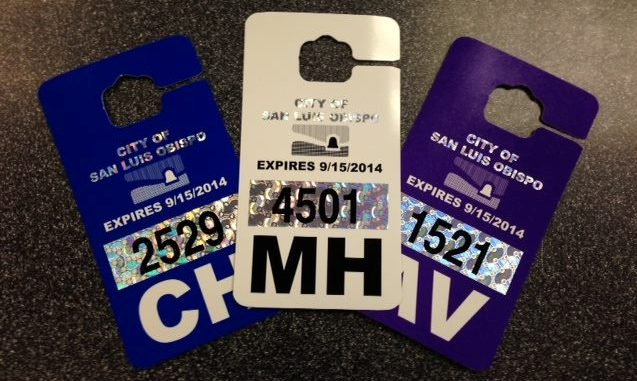 CITY OF
SAN LUIS OBISPO
EXPIRES 9/15/2014
2529
CH
CITY OF
SAN LUIS OBISPO
EXPIRES 9/15/2014
4501
MH
CITY OF
SAN LUIS OBISPO
EXPIRES 9/15/2014
1521